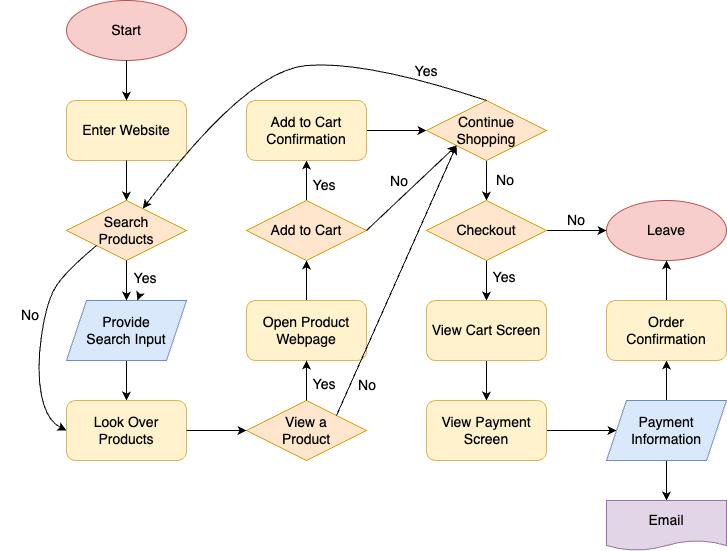 Start
Enter Website
Search
Products
Yes
No
Provide
Search Input
Look Over
Products
View a
Product
Yes
No
Open Product
Webpage
Add to Cart
Yes
No
Add to Cart
Confirmation
Continue
Shopping
Yes
No
Checkout
No
Yes
Leave
View Cart Screen
View Payment
Screen
Payment
Information
Order
Confirmation
Email